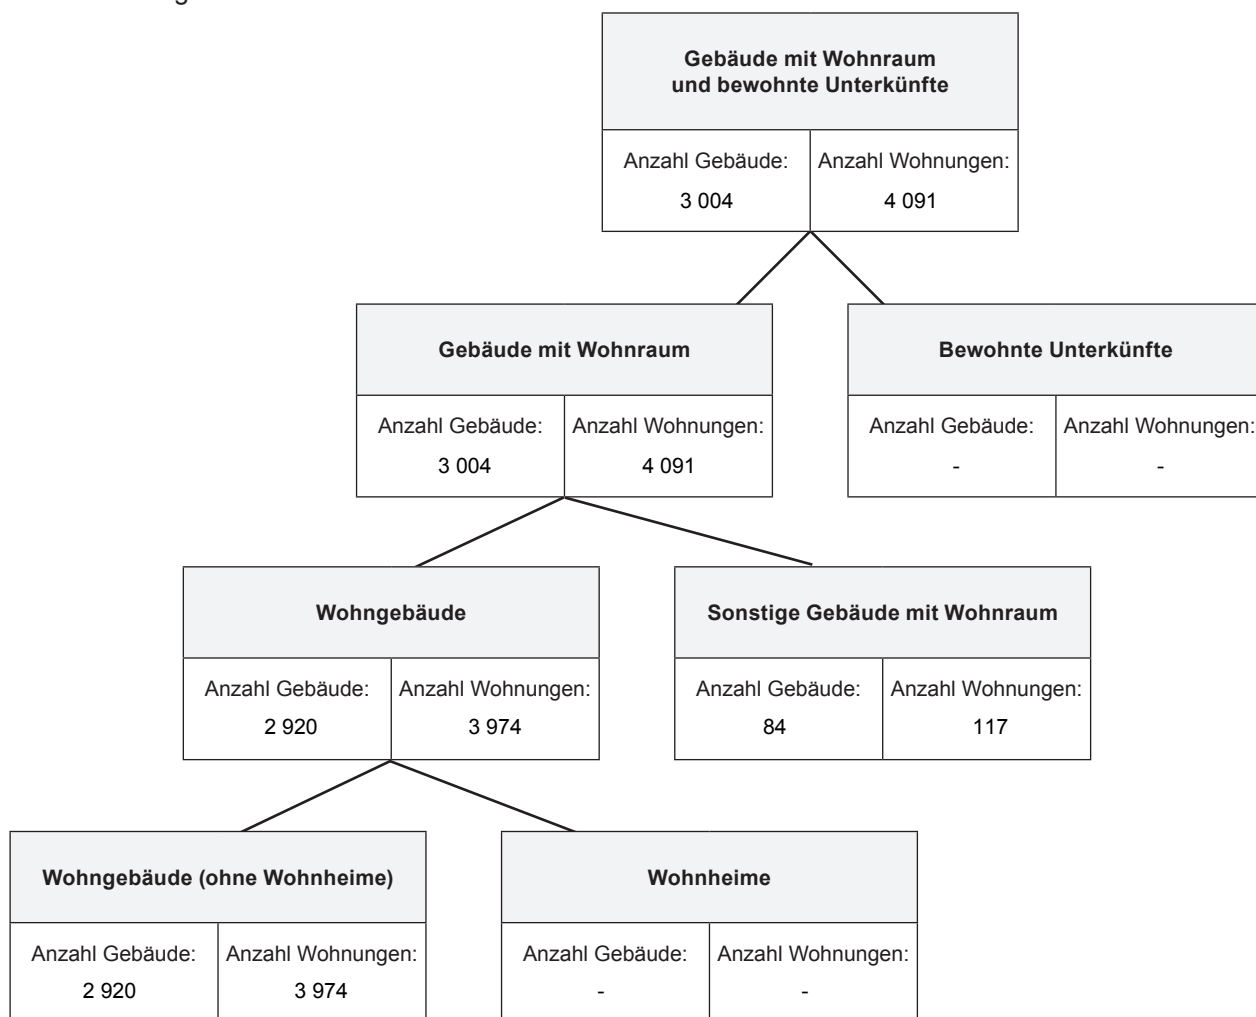 Gebäude mit Wohnraum
und bewohnte Unterkünfte
Anzahl Gebäude: Anzahl Wohnungen:
3 004 4 091
Gebäude mit Wohnraum
Anzahl Gebäude: Anzahl Wohnungen:
3 004 4 091
Bewohnte Unterkünfte
Anzahl Gebäude: Anzahl Wohnungen:
- -
Wohngebäude
Anzahl Gebäude: Anzahl Wohnungen:
2 920 3 974
Sonstige Gebäude mit Wohnraum
Anzahl Gebäude: Anzahl Wohnungen:
84 117
Wohngebäude (ohne Wohnheime)
Anzahl Gebäude: Anzahl Wohnungen:
2 920 3 974
Wohnheime
Anzahl Gebäude: Anzahl Wohnungen:
- -